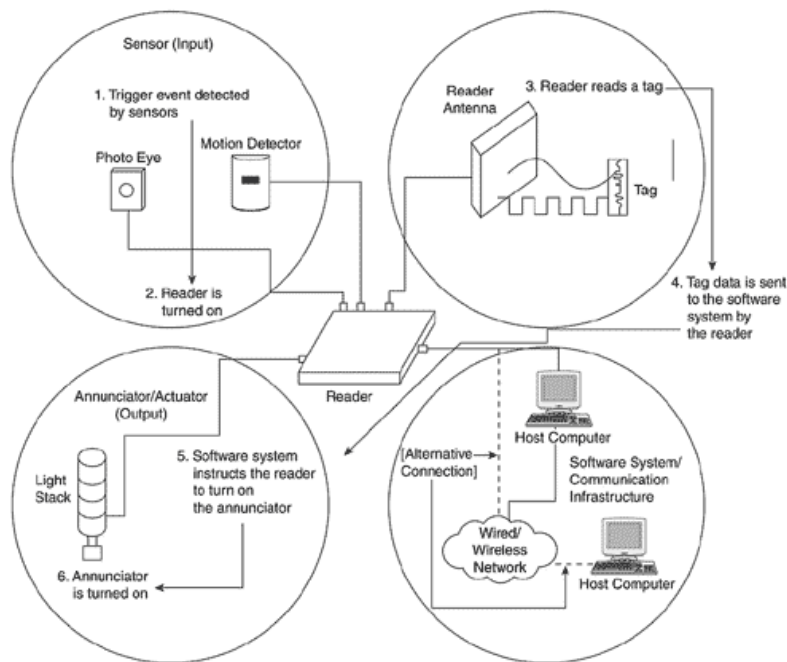 Sensor (Input)
1. Trigger event detected
by sensors
Photo Eye
Motion Detector
2. Reader is
turned on
Reader
Antenna
3. Reader reads a tag
Tag
4. Tag data is sent
to the software
system by
the reader
Reader
Annunciator/Actuator
(Output)
Light
Stack
5. Software system
instructs the reader
to turn on
the annunciator
6. Annunciator
is turned on
Host Computer
[Alternative
Connection]
Software System/
Communication
Infrastructure
Wired/
Wireless
Network
Host Computer